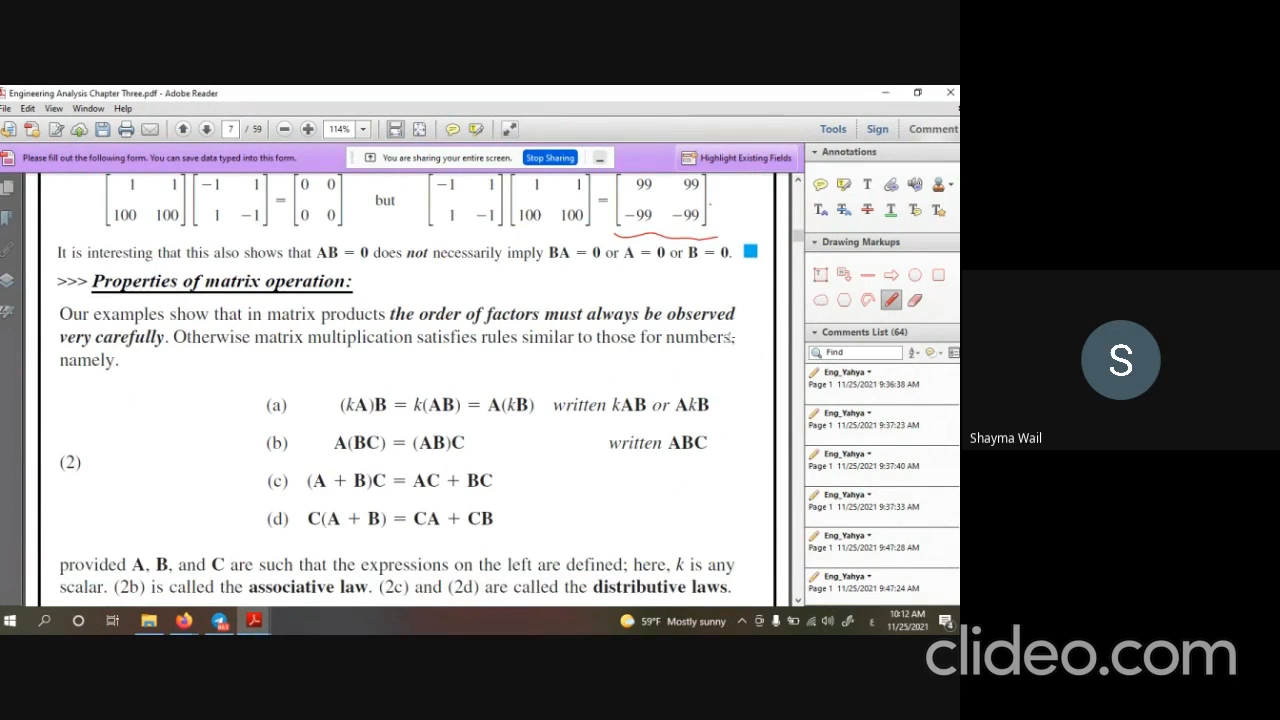 Engineering Analysis Chapter Three.pdf - Adobe Reader
File Edit View Window Help
7 / 59 114% Tools Sign Comment
Please fill out the following form. You can save data typed into this form. You are sharing your entire screen. Stop Sharing Highlight Existing Fields
Annotations
[1 1; 100 100] [−1 1; 1 −1] = [0 0; 0 0] but [−1 1; 1 −1] [1 1; 100 100] = [99 99; −99 −99].
It is interesting that this also shows that AB = 0 does not necessarily imply BA = 0 or A = 0 or B = 0.
>>> Properties of matrix operation:
Our examples show that in matrix products the order of factors must always be observed
very carefully. Otherwise matrix multiplication satisfies rules similar to those for numbers,
namely.
(a) (kA)B = k(AB) = A(kB) written kAB or AkB
(b) A(BC) = (AB)C written ABC
(2)
(c) (A + B)C = AC + BC
(d) C(A + B) = CA + CB
provided A, B, and C are such that the expressions on the left are defined; here, k is any
scalar. (2b) is called the associative law. (2c) and (2d) are called the distributive laws.
Drawing Markups
Comments List (64)
Find
Eng_Yahya
Page 1 11/25/2021 9:36:38 AM
Eng_Yahya
Page 1 11/25/2021 9:37:23 AM
Eng_Yahya
Page 1 11/25/2021 9:37:40 AM
Eng_Yahya
Page 1 11/25/2021 9:37:33 AM
Eng_Yahya
Page 1 11/25/2021 9:47:28 AM
Eng_Yahya
Page 1 11/25/2021 9:47:24 AM
59°F Mostly sunny
10:12 AM
11/25/2021
S
Shayma Wail
clideo.com